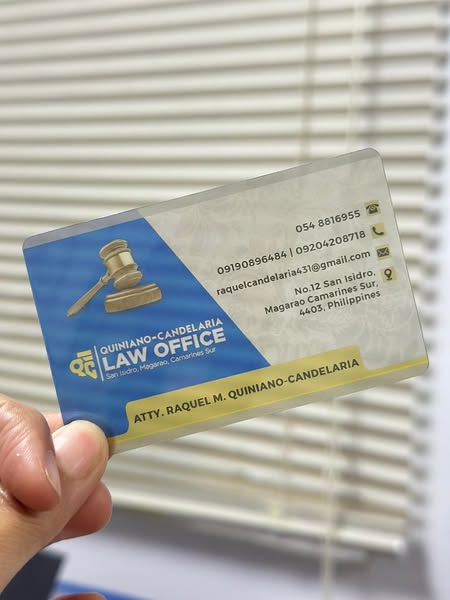 054 8816955
09190896484 | 09204208718
raquelcandelaria431@gmail.com
No.12 San Isidro,
Magarao Camarines Sur,
4403, Philippines
QC
QUINIANO-CANDELARIA
LAW OFFICE
San Isidro, Magarao, Camarines Sur
ATTY. RAQUEL M. QUINIANO-CANDELARIA